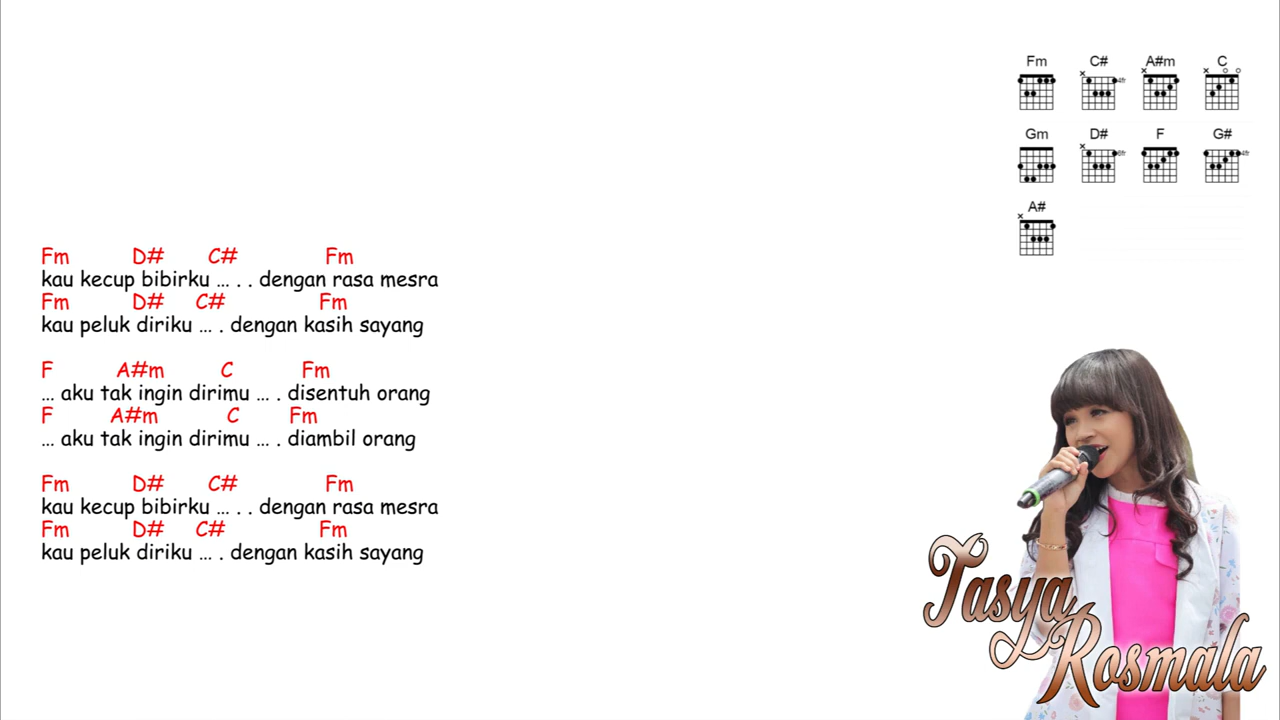 Fm C# A#m C
Gm D# F G#
A#
Fm D# C# Fm
kau kecup bibirku ... . . dengan rasa mesra
Fm D# C# Fm
kau peluk diriku ... . dengan kasih sayang
F A#m C Fm
... aku tak ingin dirimu ... . disentuh orang
F A#m C Fm
... aku tak ingin dirimu ... . diambil orang
Fm D# C# Fm
kau kecup bibirku ... . . dengan rasa mesra
Fm D# C# Fm
kau peluk diriku ... . dengan kasih sayang
Tasya
Rosmala